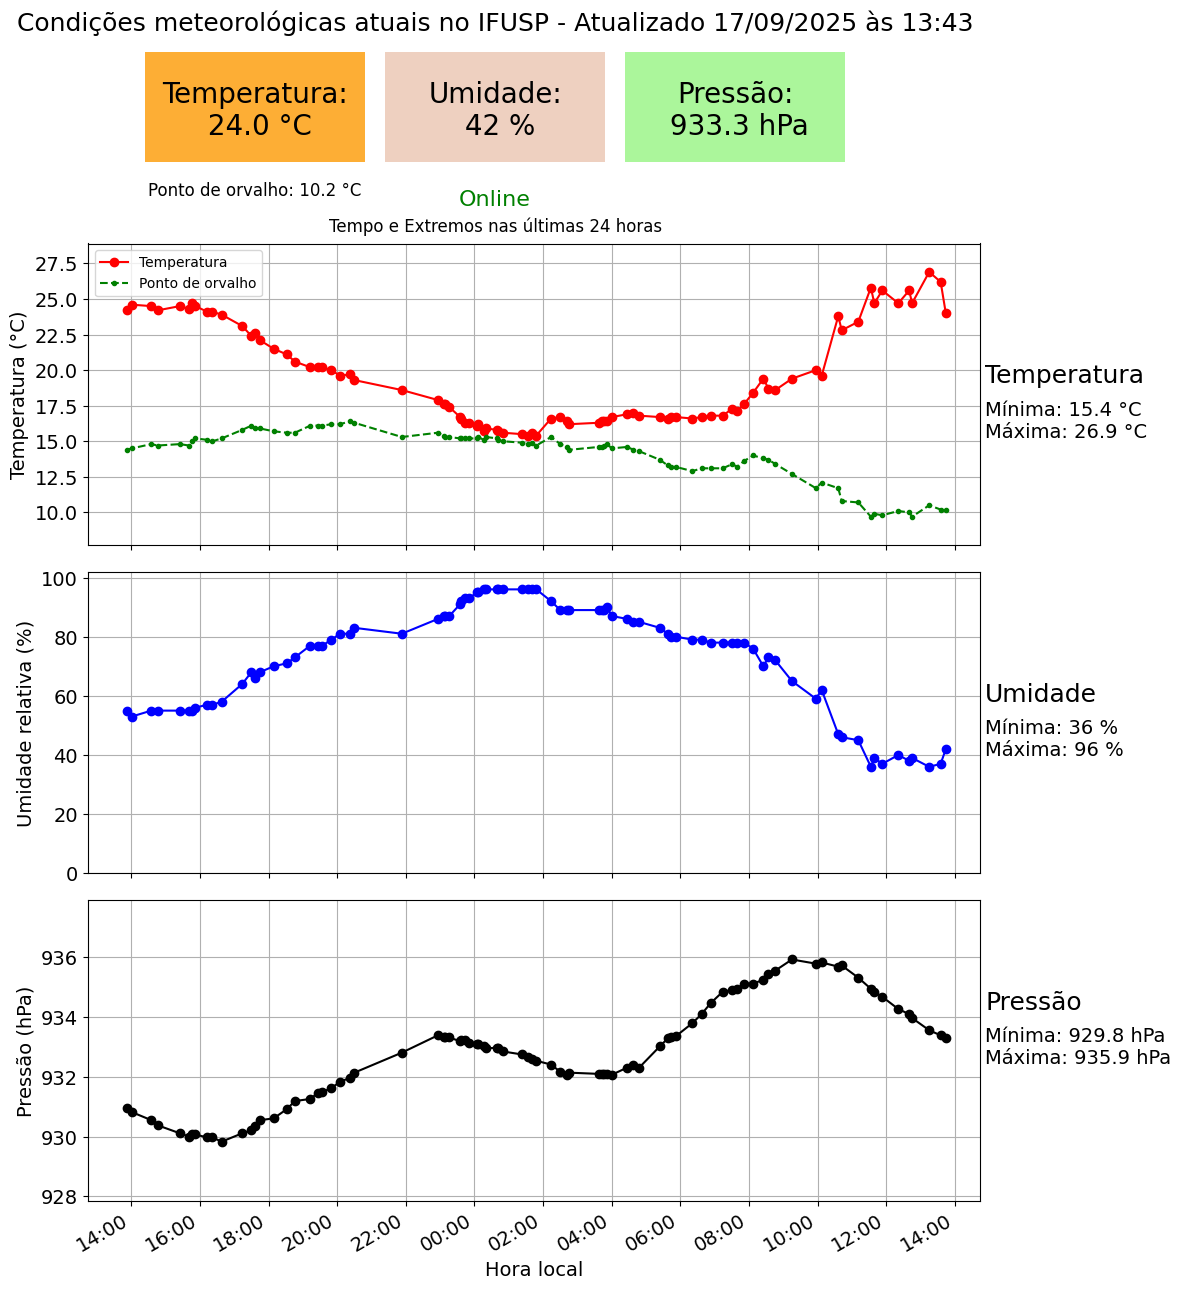 Condições meteorológicas atuais no IFUSP - Atualizado 17/09/2025 às 13:43
Temperatura:
24.0 °C
Umidade:
42 %
Pressão:
933.3 hPa
Ponto de orvalho: 10.2 °C
Online
Tempo e Extremos nas últimas 24 horas
Temperatura
Ponto de orvalho
Temperatura (°C)
27.5
25.0
22.5
20.0
17.5
15.0
12.5
10.0
Temperatura
Mínima: 15.4 °C
Máxima: 26.9 °C
Umidade relativa (%)
100
80
60
40
20
0
Umidade
Mínima: 36 %
Máxima: 96 %
Pressão (hPa)
936
934
932
930
928
Pressão
Mínima: 929.8 hPa
Máxima: 935.9 hPa
14:00
16:00
18:00
20:00
22:00
00:00
02:00
04:00
06:00
08:00
10:00
12:00
14:00
Hora local